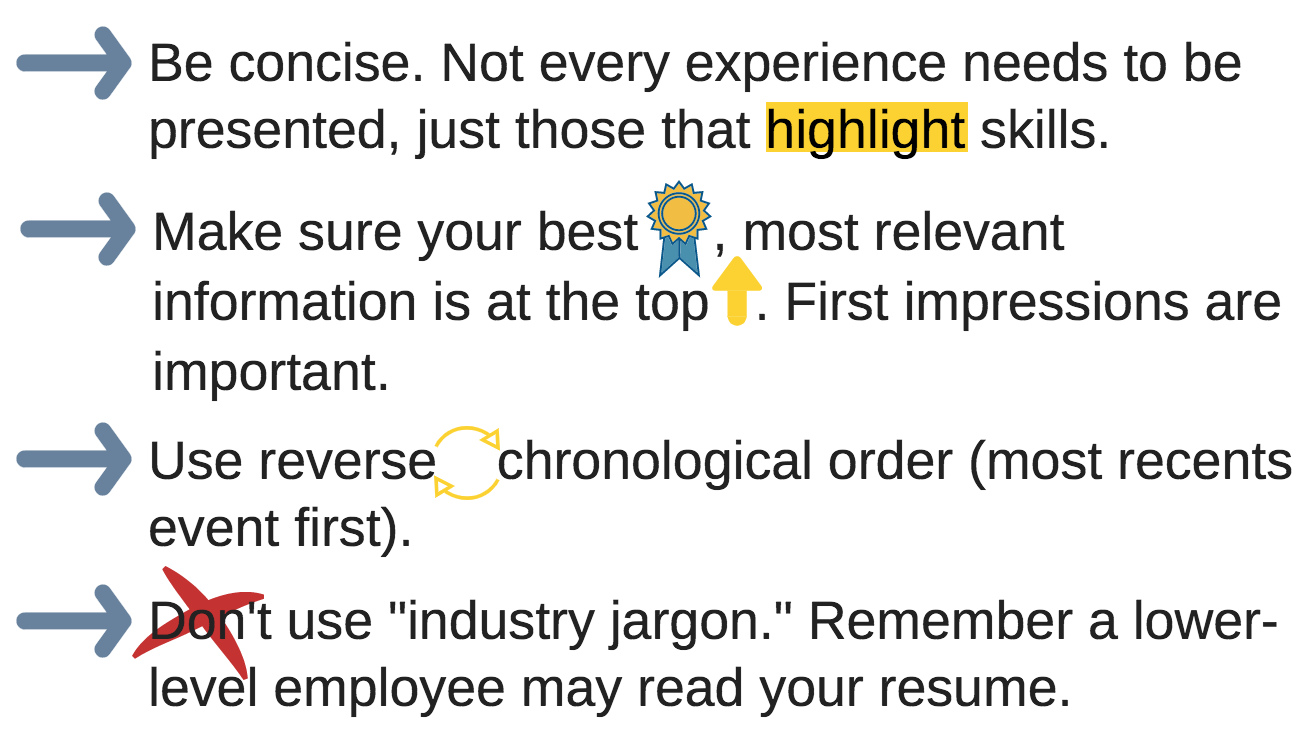 Be concise. Not every experience needs to be
presented, just those that highlight skills.
Make sure your best, most relevant
information is at the top. First impressions are
important.
Use reverse chronological order (most recents
event first).
Don't use "industry jargon." Remember a lower-
level employee may read your resume.